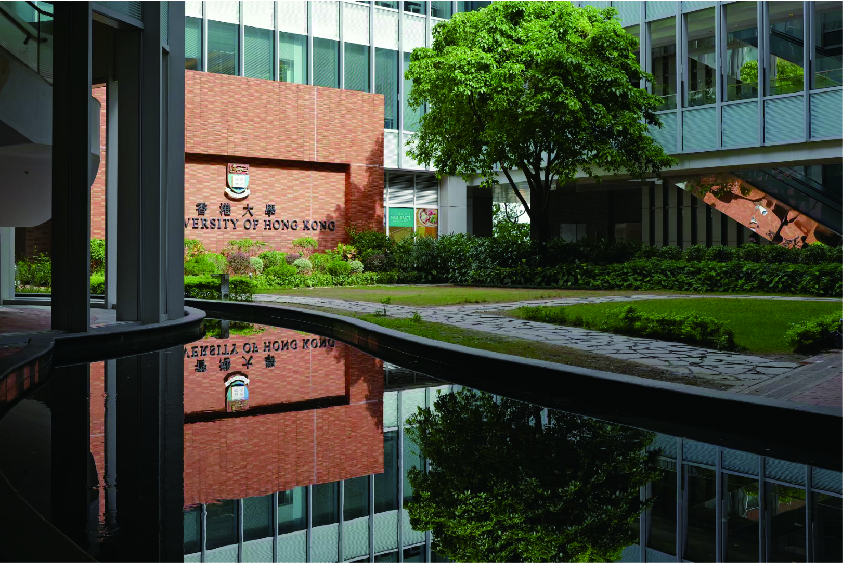 香港大學
VERSITY OF HONG KONG